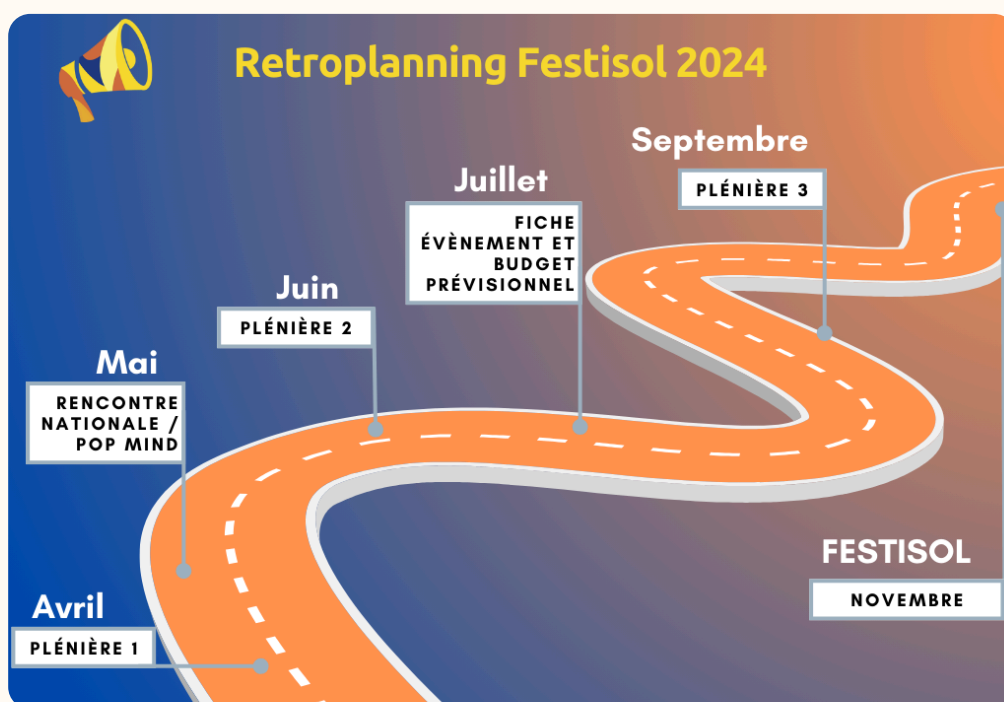 Retroplanning Festisol 2024
Septembre
PLÉNIÈRE 3
Juillet
FICHE
ÉVÈNEMENT ET
BUDGET
PRÉVISIONNEL
Juin
PLÉNIÈRE 2
Mai
RENCONTRE
NATIONALE /
POP MIND
FESTISOL
NOVEMBRE
Avril
PLÉNIÈRE 1